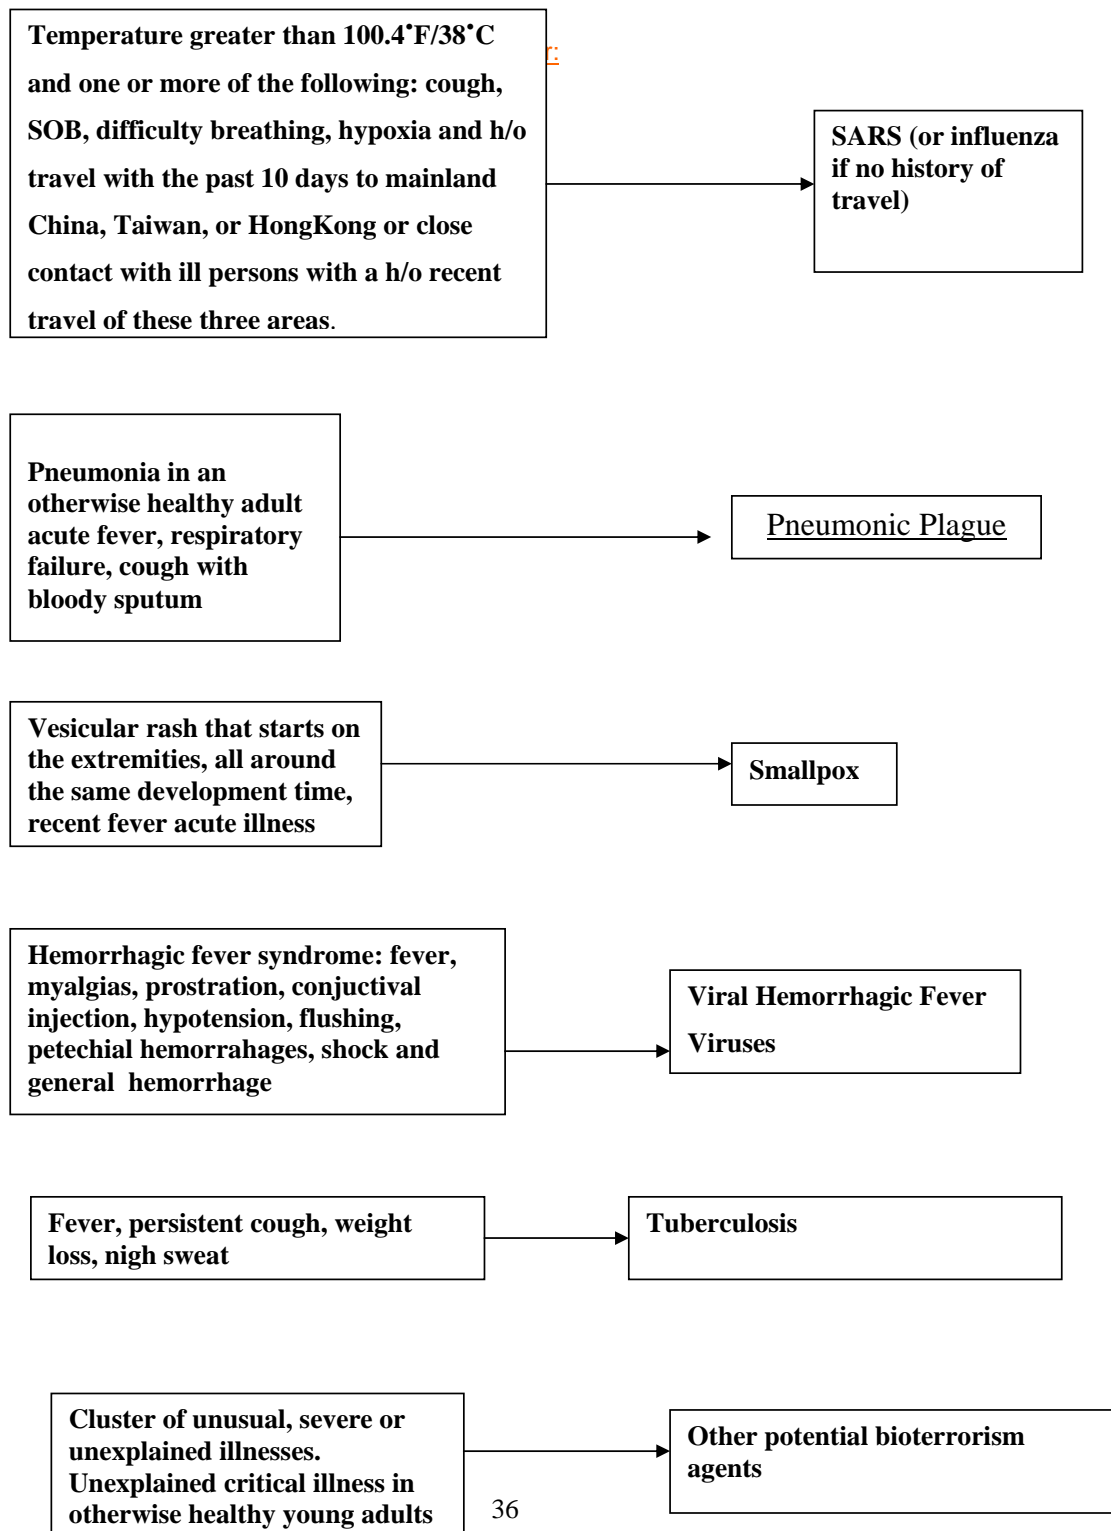 Temperature greater than 100.4°F/38°C
r:
and one or more of the following: cough,
SOB, difficulty breathing, hypoxia and h/o
travel with the past 10 days to mainland
China, Taiwan, or HongKong or close
contact with ill persons with a h/o recent
travel of these three areas.
SARS (or influenza
if no history of
travel)
Pneumonia in an
otherwise healthy adult
acute fever, respiratory
failure, cough with
bloody sputum
Pneumonic Plague
Vesicular rash that starts on
the extremities, all around
the same development time,
recent fever acute illness
Smallpox
Hemorrhagic fever syndrome: fever,
myalgias, prostration, conjuctival
injection, hypotension, flushing,
petechial hemorrahages, shock and
general  hemorrhage
Viral Hemorrhagic Fever
Viruses
Fever, persistent cough, weight
loss, nigh sweat
Tuberculosis
Cluster of unusual, severe or
unexplained illnesses.
Unexplained critical illness in
otherwise healthy young adults
Other potential bioterrorism
agents
36